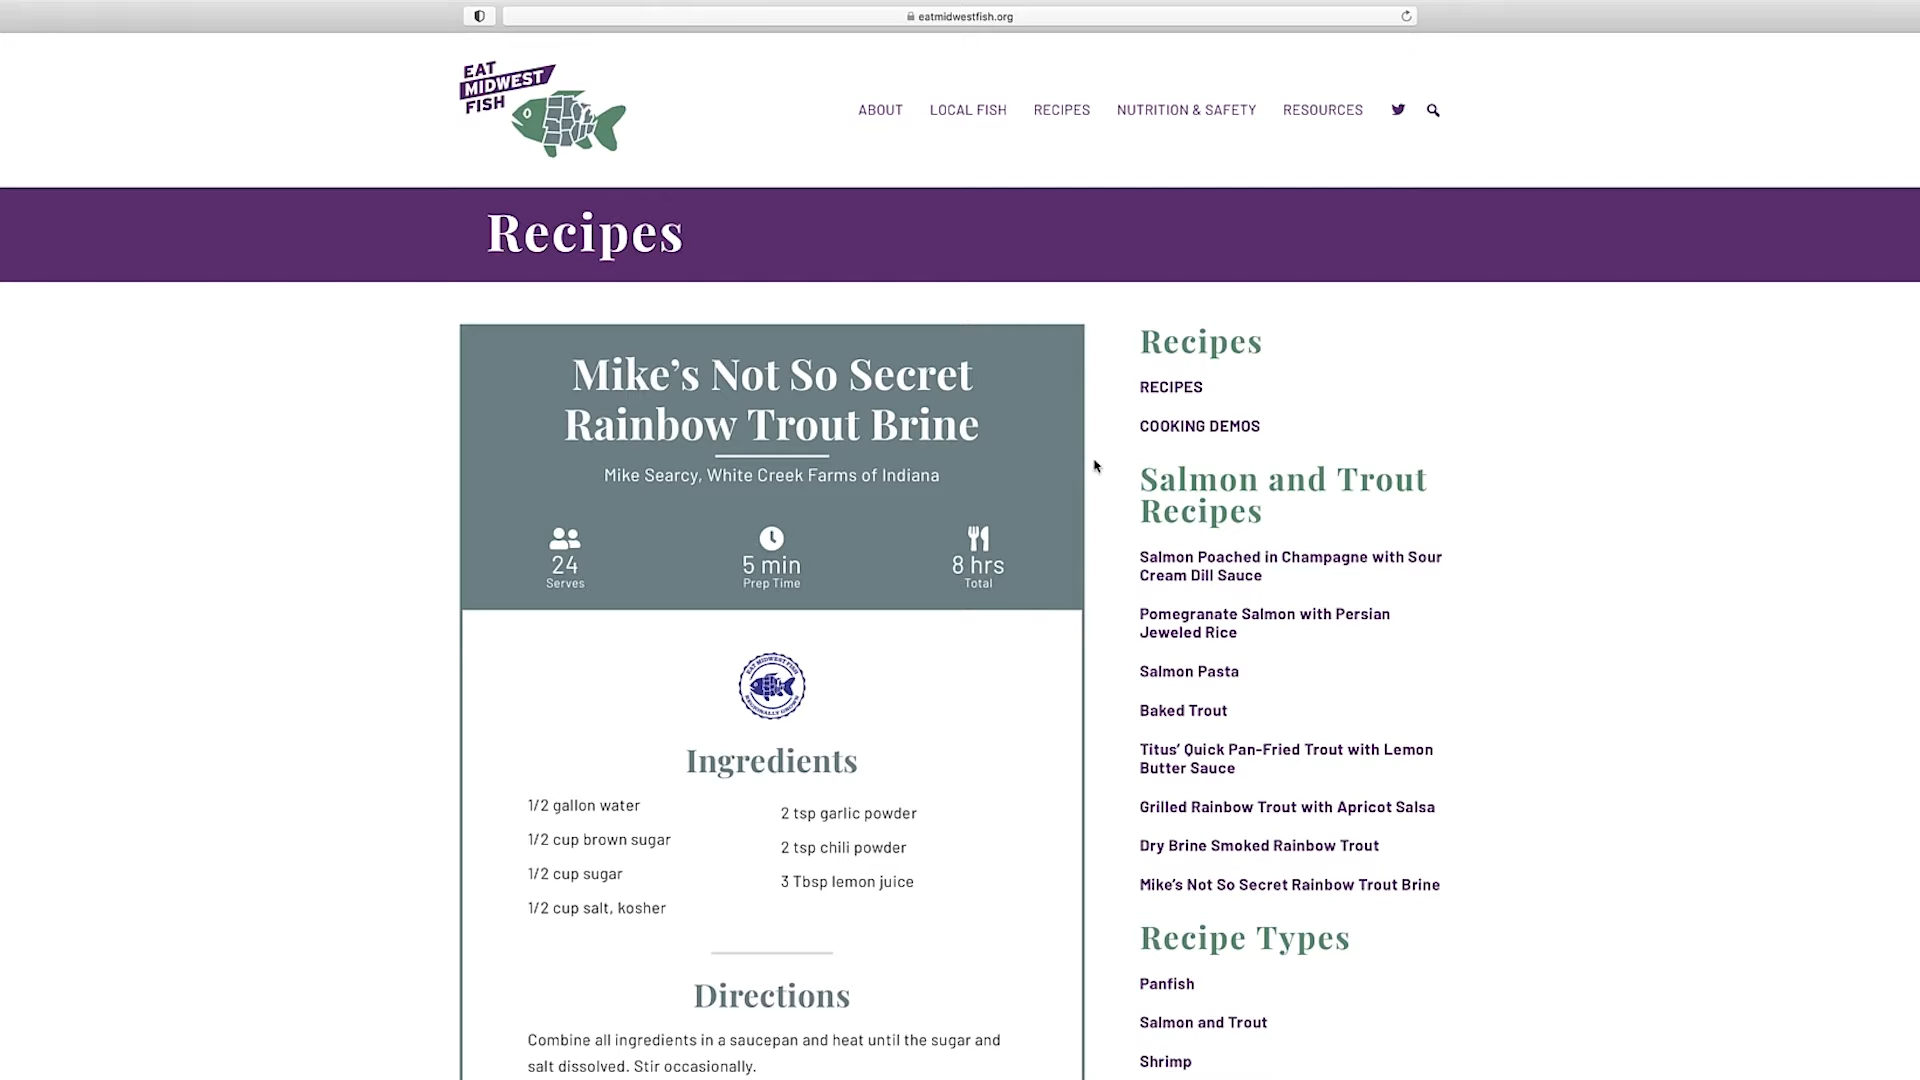 eatmidwestfish.org
EAT
MIDWEST
FISH
ABOUT
LOCAL FISH
RECIPES
NUTRITION & SAFETY
RESOURCES
Recipes
Mike’s Not So Secret
Rainbow Trout Brine
Mike Searcy, White Creek Farms of Indiana
24
Serves
5 min
Prep Time
8 hrs
Total
EAT MIDWEST FISH
REGIONALLY GROWN
Ingredients
1/2 gallon water
1/2 cup brown sugar
1/2 cup sugar
1/2 cup salt, kosher
2 tsp garlic powder
2 tsp chili powder
3 Tbsp lemon juice
Directions
Combine all ingredients in a saucepan and heat until the sugar and
salt dissolved. Stir occasionally.
Recipes
RECIPES
COOKING DEMOS
Salmon and Trout
Recipes
Salmon Poached in Champagne with Sour
Cream Dill Sauce
Pomegranate Salmon with Persian
Jeweled Rice
Salmon Pasta
Baked Trout
Titus’ Quick Pan-Fried Trout with Lemon
Butter Sauce
Grilled Rainbow Trout with Apricot Salsa
Dry Brine Smoked Rainbow Trout
Mike’s Not So Secret Rainbow Trout Brine
Recipe Types
Panfish
Salmon and Trout
Shrimp